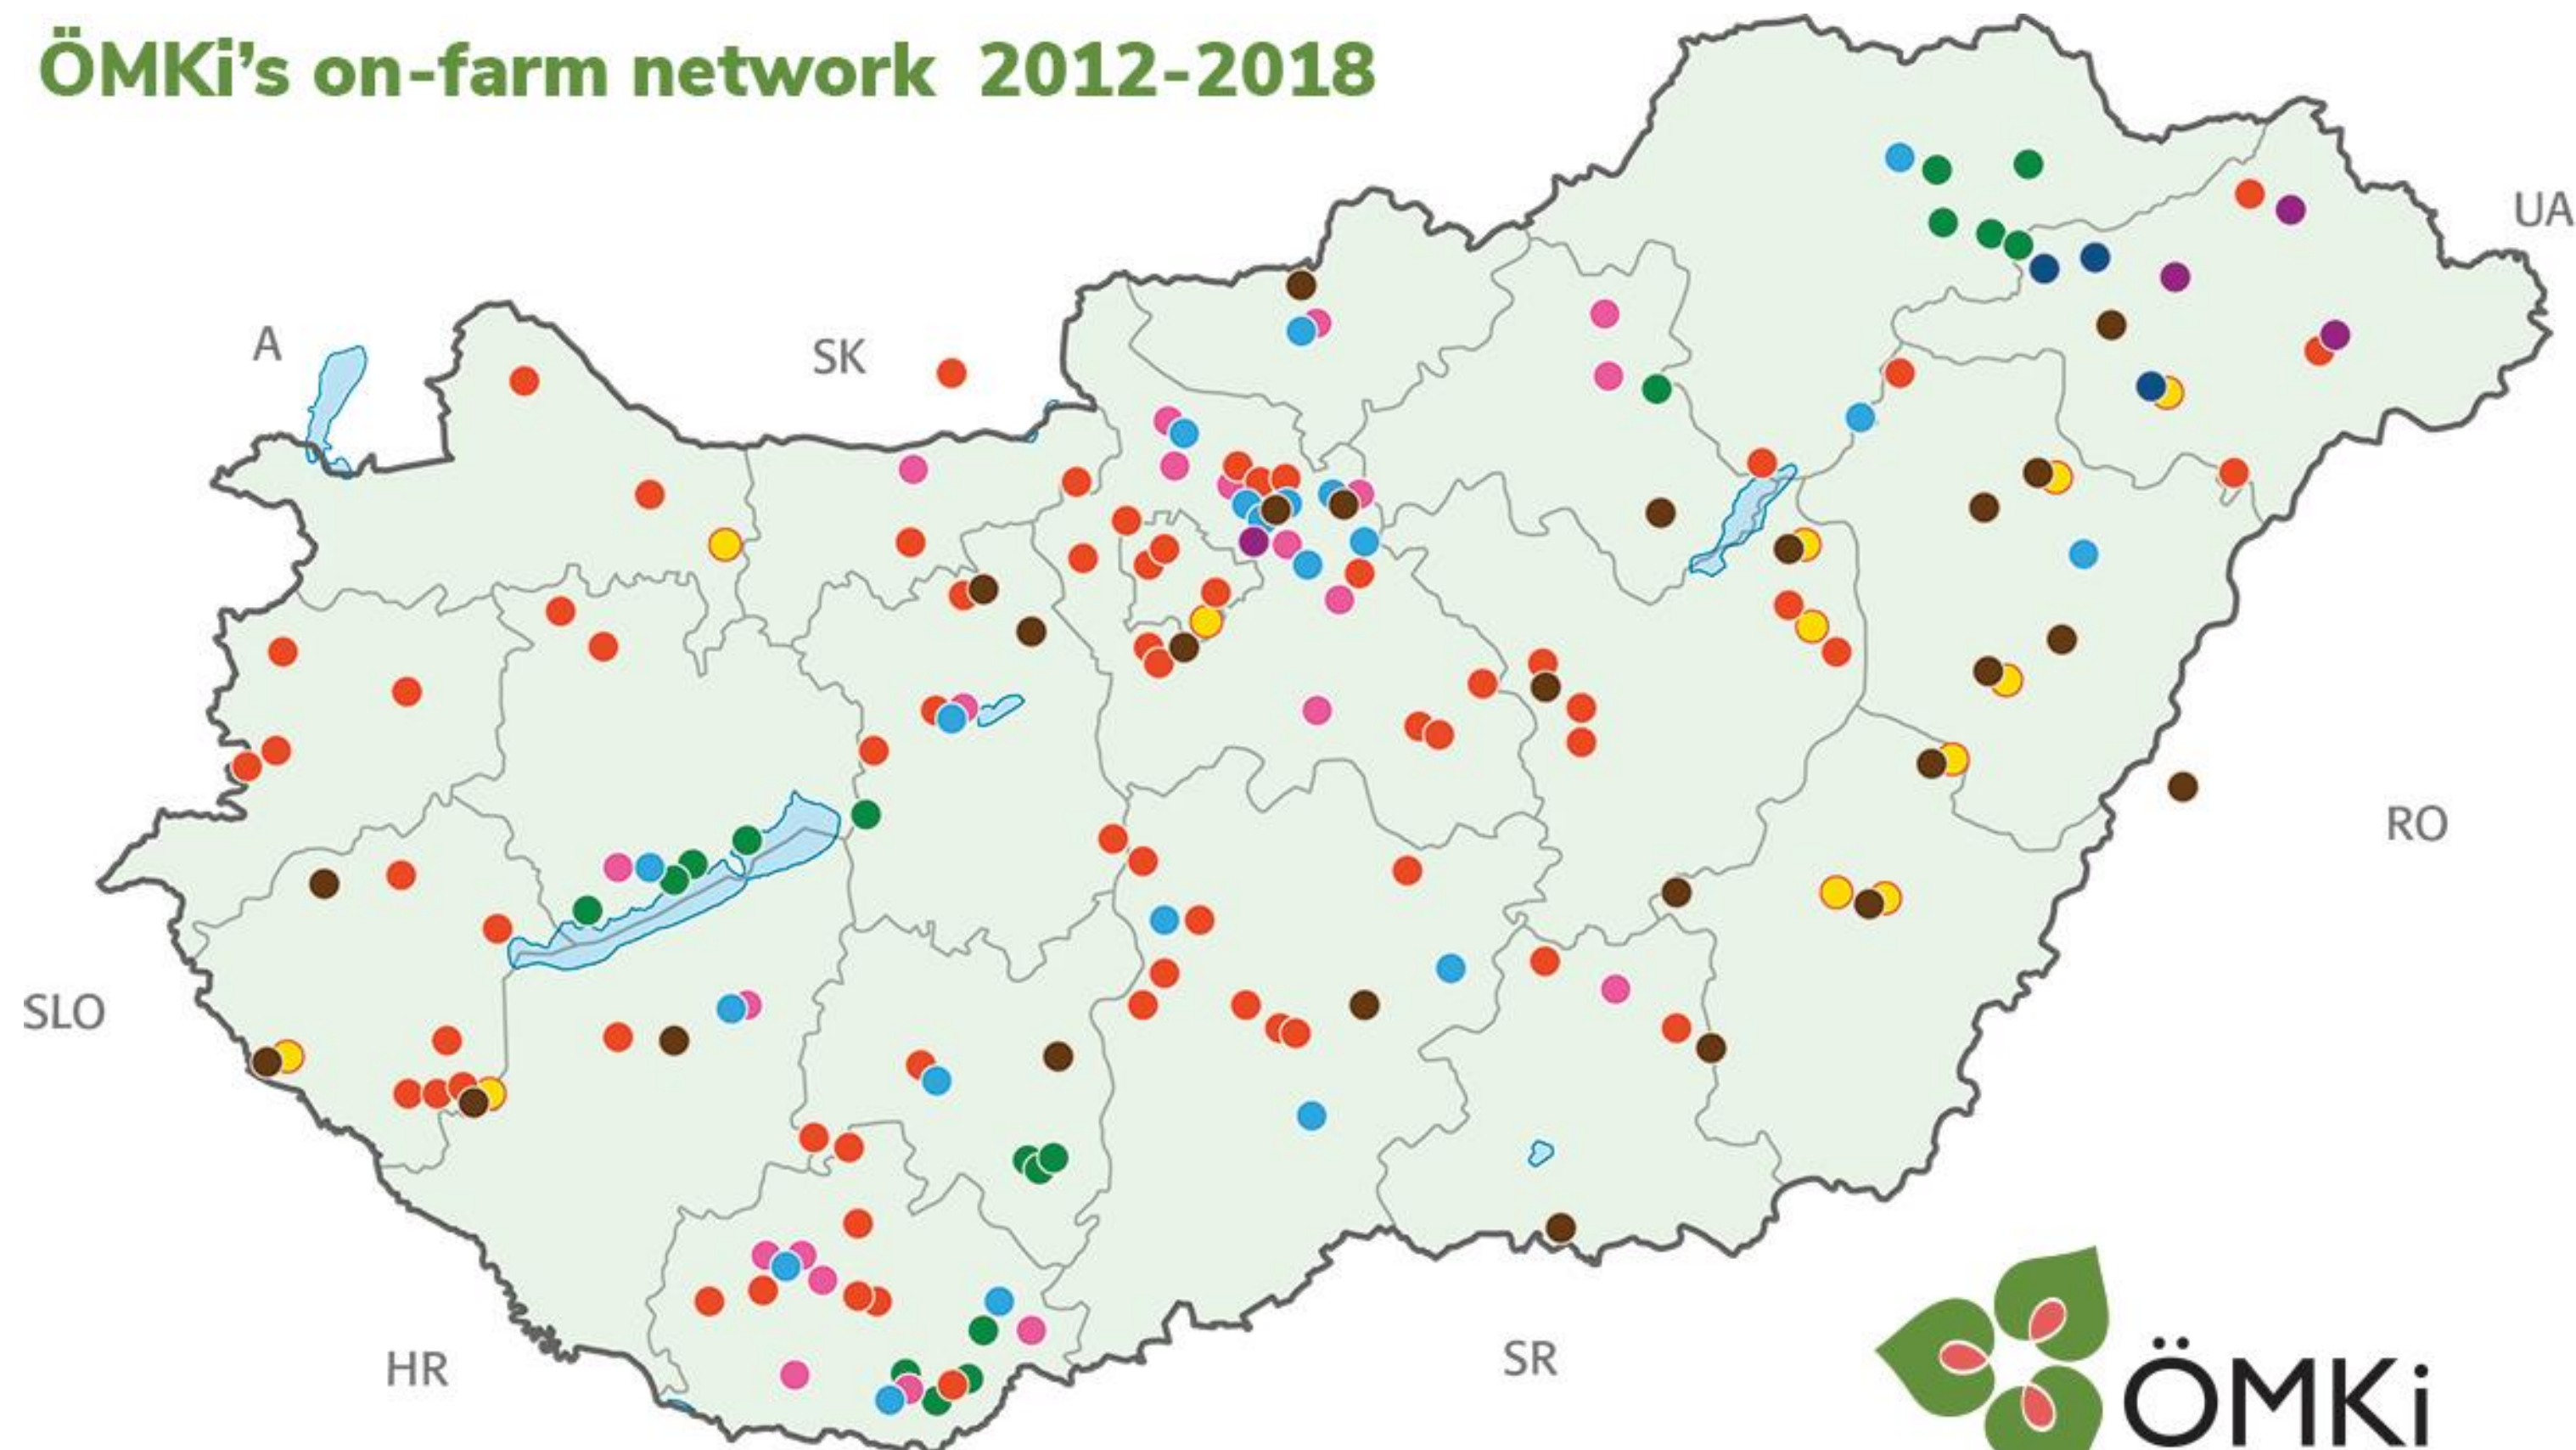 ÖMKi’s on-farm network 2012-2018
UA
A
SK
RO
SLO
SR
HR
ÖMKi